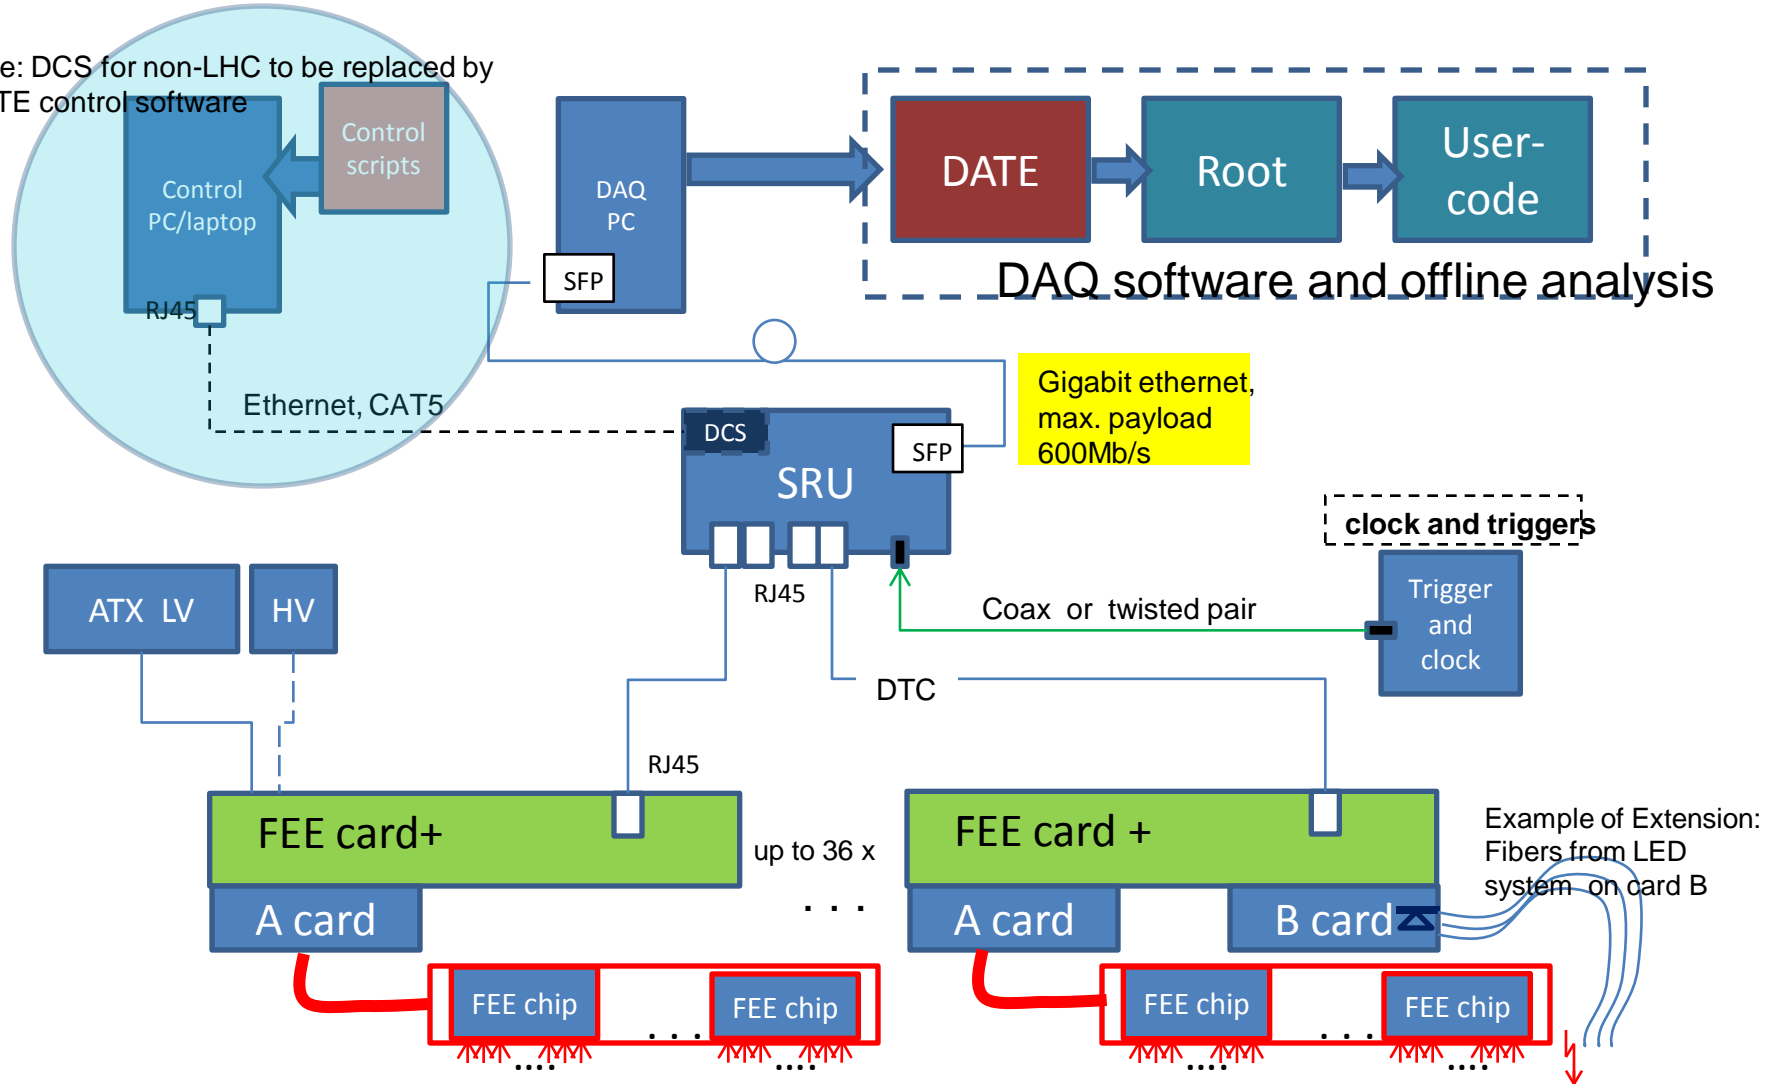 e: DCS for non-LHC to be replaced by
TE control software
Control
scripts
Control
PC/laptop
RJ45
Ethernet, CAT5
DAQ
PC
SFP
DATE
Root
User-
code
DAQ software and offline analysis
Gigabit ethernet,
max. payload
600Mb/s
DCS
SFP
SRU
RJ45
clock and triggers
Trigger
and
clock
Coax or twisted pair
DTC
ATX LV
HV
RJ45
FEE card+
up to 36 x
. . .
FEE card +
A card
A card
B card
Example of Extension:
Fibers from LED
system on card B
FEE chip
. . .
FEE chip
....
....
FEE chip
. . .
FEE chip
....
....